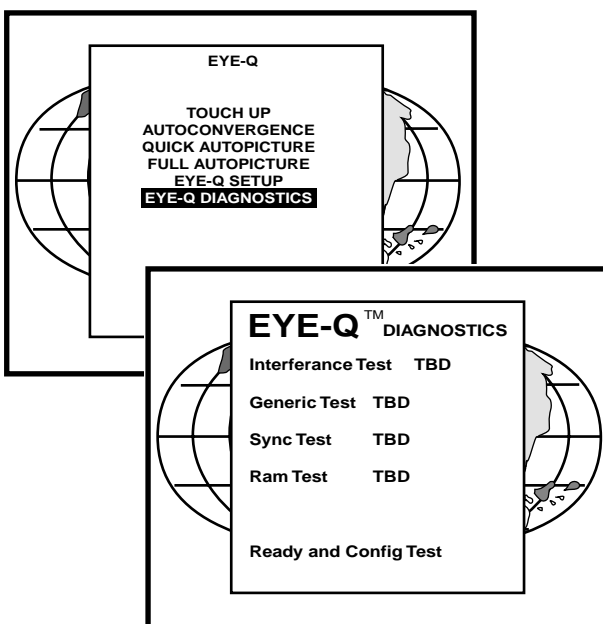 EYE-Q
TOUCH UP
AUTOCONVERGENCE
QUICK AUTOPICTURE
FULL AUTOPICTURE
EYE-Q SETUP
EYE-Q DIAGNOSTICS
EYE-Q™ DIAGNOSTICS
Interferance Test TBD
Generic Test TBD
Sync Test TBD
Ram Test TBD
Ready and Config Test